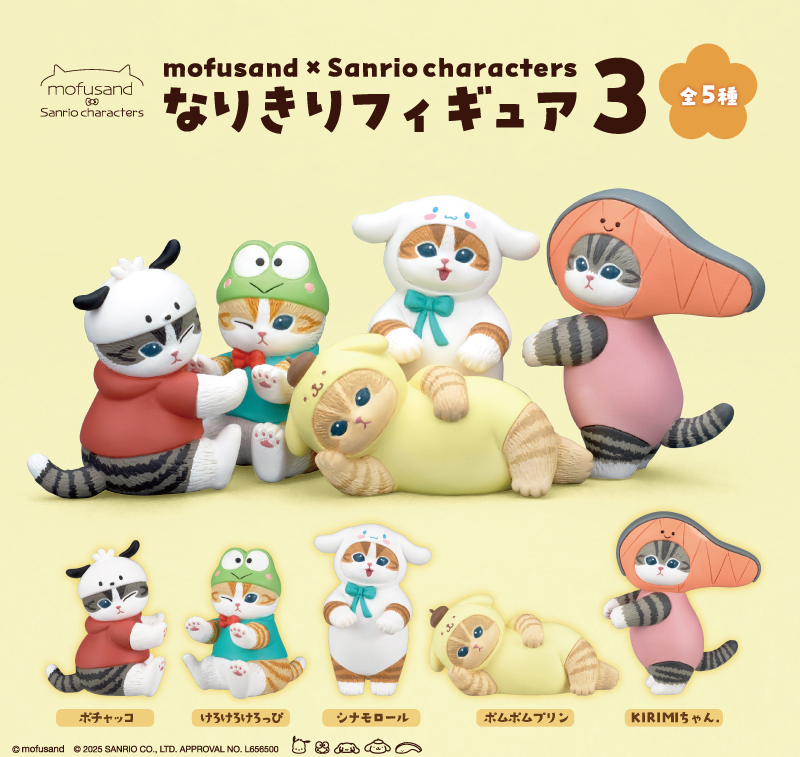 mofusand
Sanrio characters
mofusand × Sanrio characters
なりきりフィギュア3
全5種
ポチャッコ
けろけろけろっぴ
シナモロール
ポムポムプリン
KIRIMIちゃん.
© mofusand © 2025 SANRIO CO., LTD. APPROVAL NO. L656500